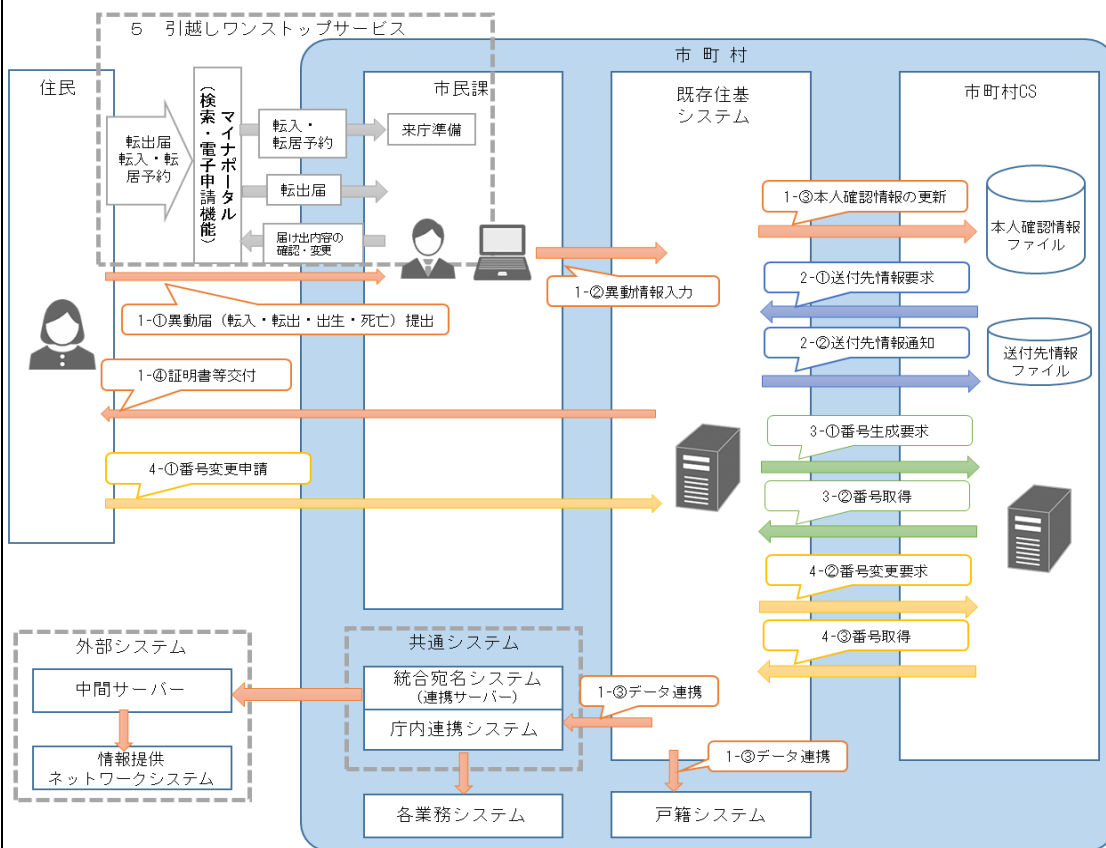 ５　引越しワンストップサービス
市 町 村
住民
市民課
既存住基
システム
市町村CS
転出届
転入・転
居予約
マイナポータル
（検索・電子申請機能）
転入・
転居予約
来庁準備
転出届
届け出内容の
確認・変更
1-①異動届（転入・転出・出生・死亡）提出
1-②異動情報入力
1-③本人確認情報の更新
本人確認情報
ファイル
2-①送付先情報要求
2-②送付先情報通知
送付先情報
ファイル
1-④証明書等交付
3-①番号生成要求
4-①番号変更申請
3-②番号取得
4-②番号変更要求
4-③番号取得
外部システム
中間サーバー
情報提供
ネットワークシステム
共通システム
統合宛名システム
（連携サーバー）
庁内連携システム
1-③データ連携
1-③データ連携
各業務システム
戸籍システム